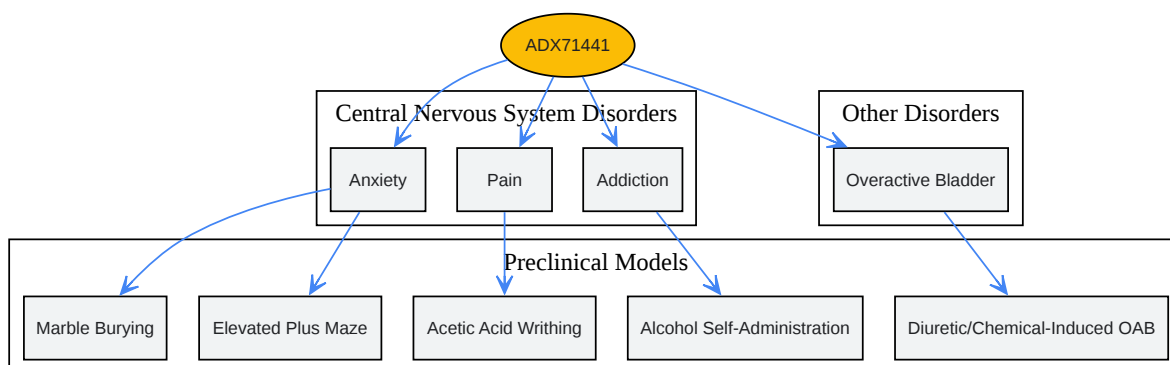 ADX71441
Central Nervous System Disorders
Other Disorders
Anxiety
Pain
Addiction
Overactive Bladder
Preclinical Models
Marble Burying
Elevated Plus Maze
Acetic Acid Writhing
Alcohol Self-Administration
Diuretic/Chemical-Induced OAB